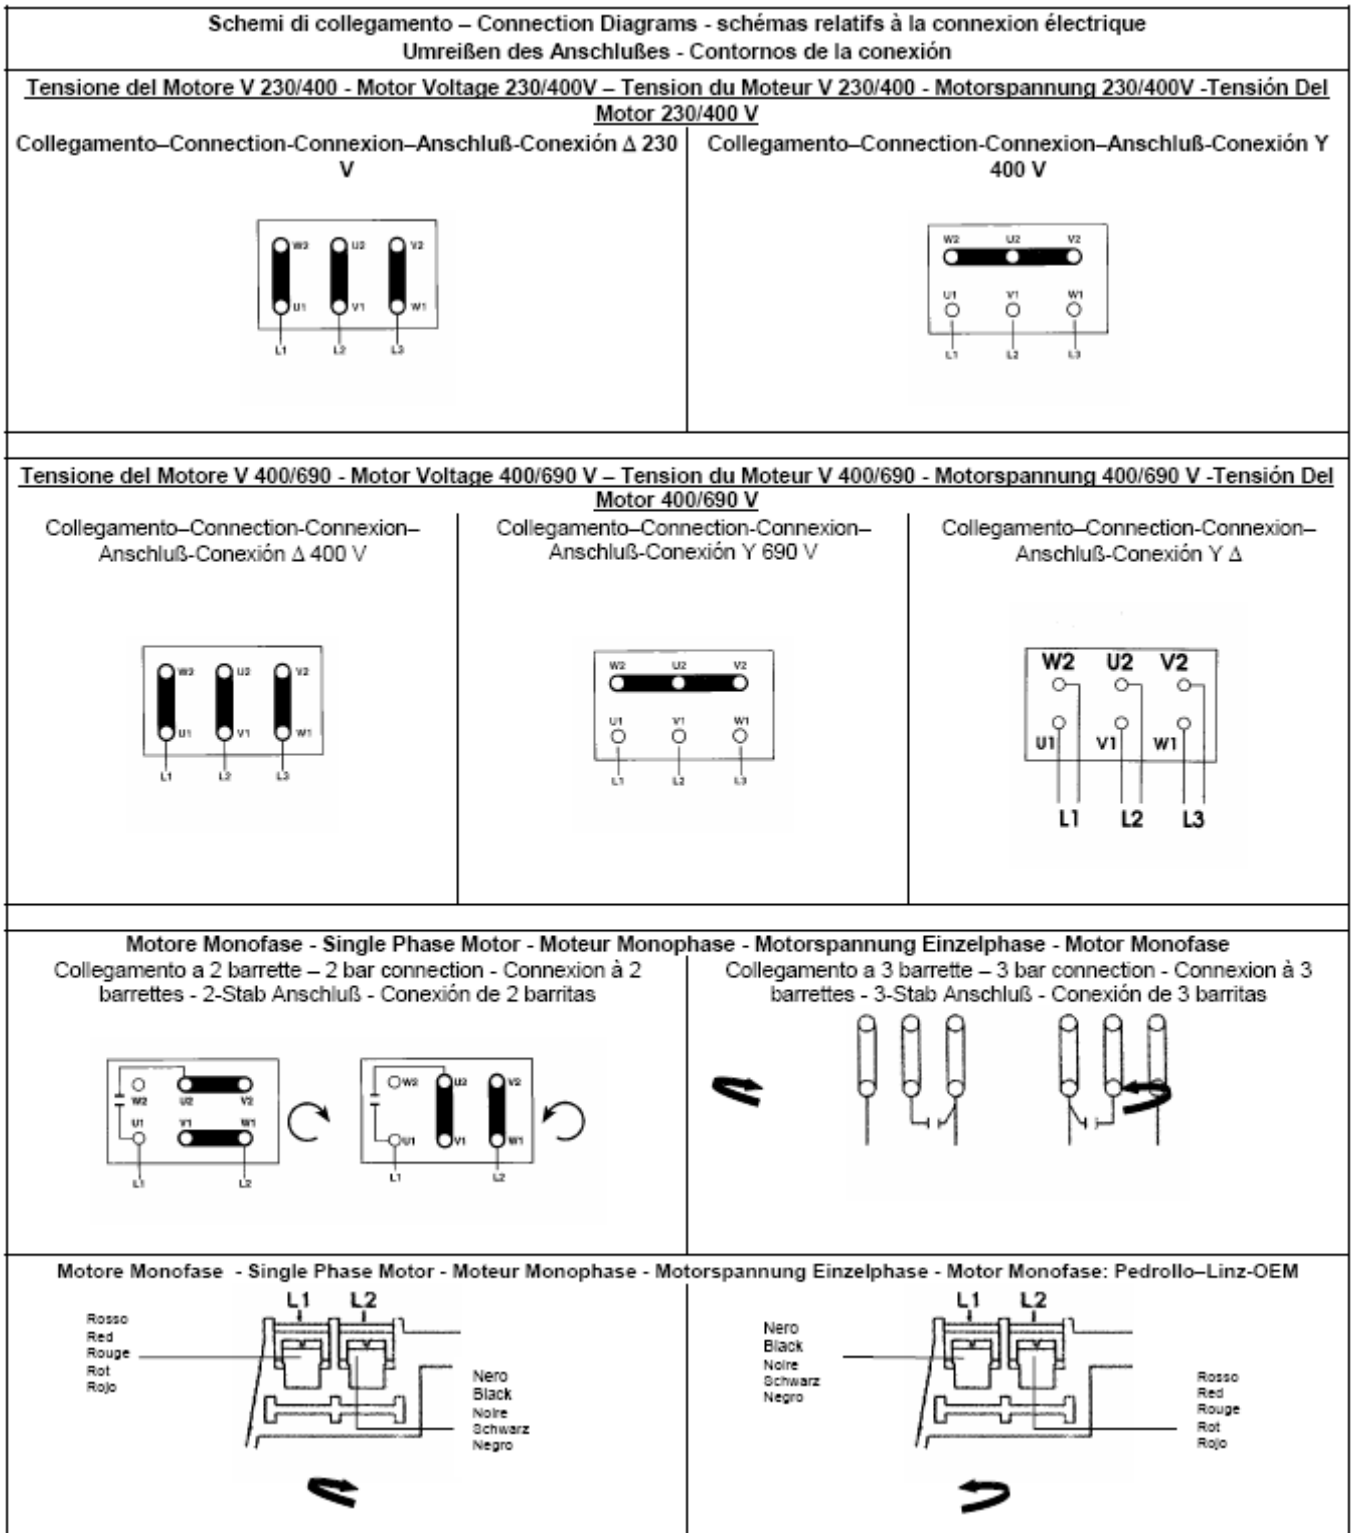 Schemi di collegamento – Connection Diagrams - schémas relatifs à la connexion électrique
Umreißen des Anschlußes - Contornos de la conexión
Tensione del Motore V 230/400 - Motor Voltage 230/400V – Tension du Moteur V 230/400 - Motorspannung 230/400V -Tensión Del
Motor 230/400 V
Collegamento–Connection-Connexion–Anschluß-Conexión Δ 230
V
W2 U2 V2
U1 V1 W1
L1 L2 L3
Collegamento–Connection-Connexion–Anschluß-Conexión Y
400 V
W2 U2 V2
U1 V1 W1
L1 L2 L3
Tensione del Motore V 400/690 - Motor Voltage 400/690 V – Tension du Moteur V 400/690 - Motorspannung 400/690 V -Tensión Del
Motor 400/690 V
Collegamento–Connection-Connexion–
Anschluß-Conexión Δ 400 V
W2 U2 V2
U1 V1 W1
L1 L2 L3
Collegamento–Connection-Connexion–
Anschluß-Conexión Y 690 V
W2 U2 V2
U1 V1 W1
L1 L2 L3
Collegamento–Connection-Connexion–
Anschluß-Conexión Y Δ
W2 U2 V2
U1 V1 W1
L1 L2 L3
Motore Monofase - Single Phase Motor - Moteur Monophase - Motorspannung Einzelphase - Motor Monofase
Collegamento a 2 barrette – 2 bar connection - Connexion à 2
barrettes - 2-Stab Anschluß - Conexión de 2 barritas
W2 U2 V2
U1 V1 W1
L1 L2
W2 U2 V2
U1 V1 W1
L1 L2
Collegamento a 3 barrette – 3 bar connection - Connexion à 3
barrettes - 3-Stab Anschluß - Conexión de 3 barritas
Motore Monofase - Single Phase Motor - Moteur Monophase - Motorspannung Einzelphase - Motor Monofase: Pedrollo–Linz-OEM
L1 L2
Rosso
Red
Rouge
Rot
Rojo
Nero
Black
Noire
Schwarz
Negro
L1 L2
Nero
Black
Noire
Schwarz
Negro
Rosso
Red
Rouge
Rot
Rojo